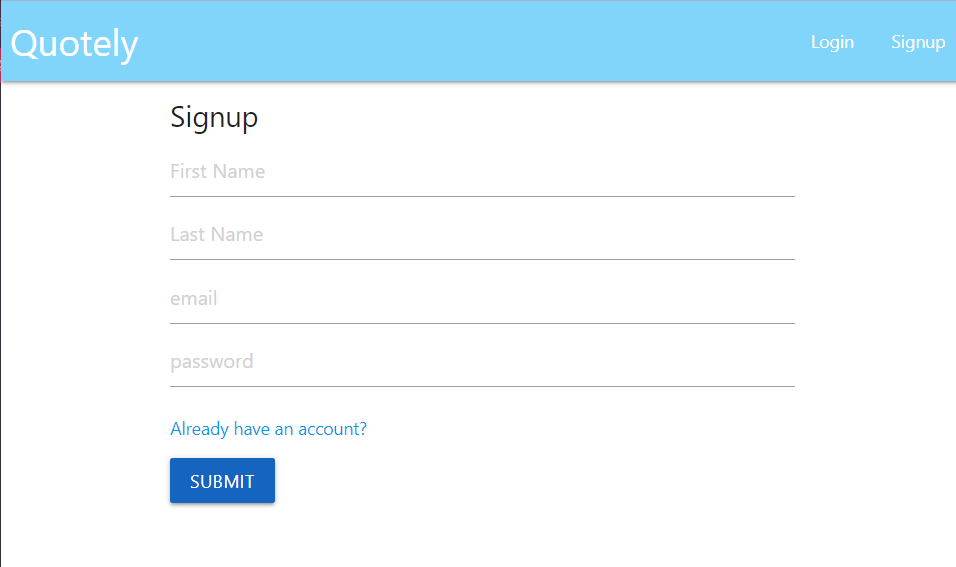 Quotely Login Signup
Signup
First Name
Last Name
email
password
Already have an account?
SUBMIT